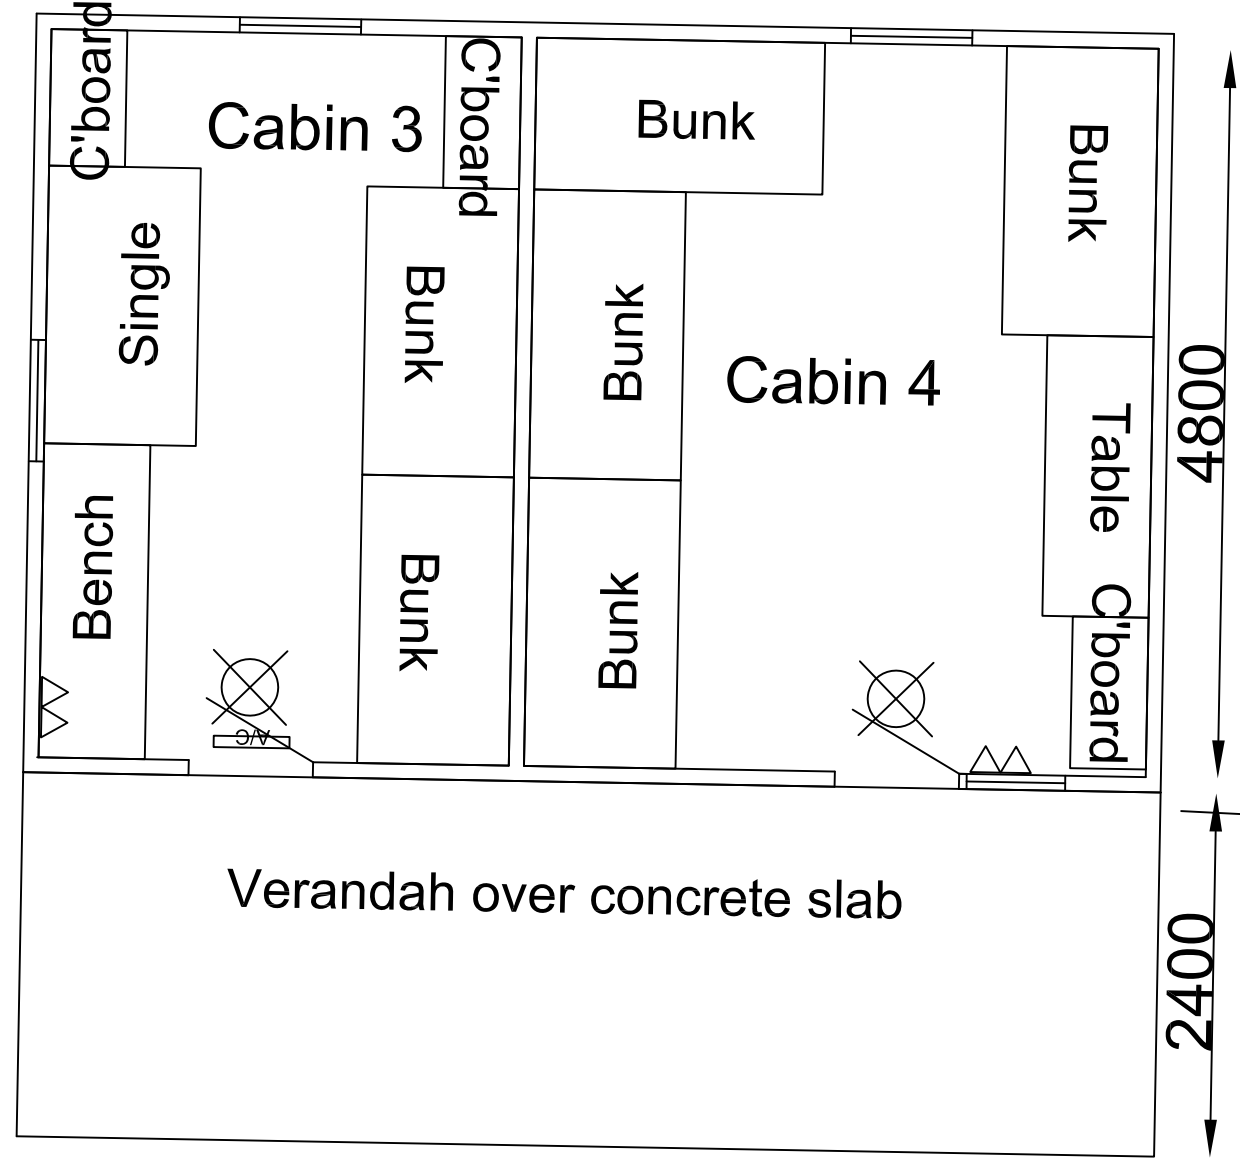 C'board
Cabin 3
C'board
Bunk
Bunk
Single
Bunk
Bunk
Cabin 4
Table
4800
Bench
Bunk
Bunk
C'board
A/C
Verandah over concrete slab
2400